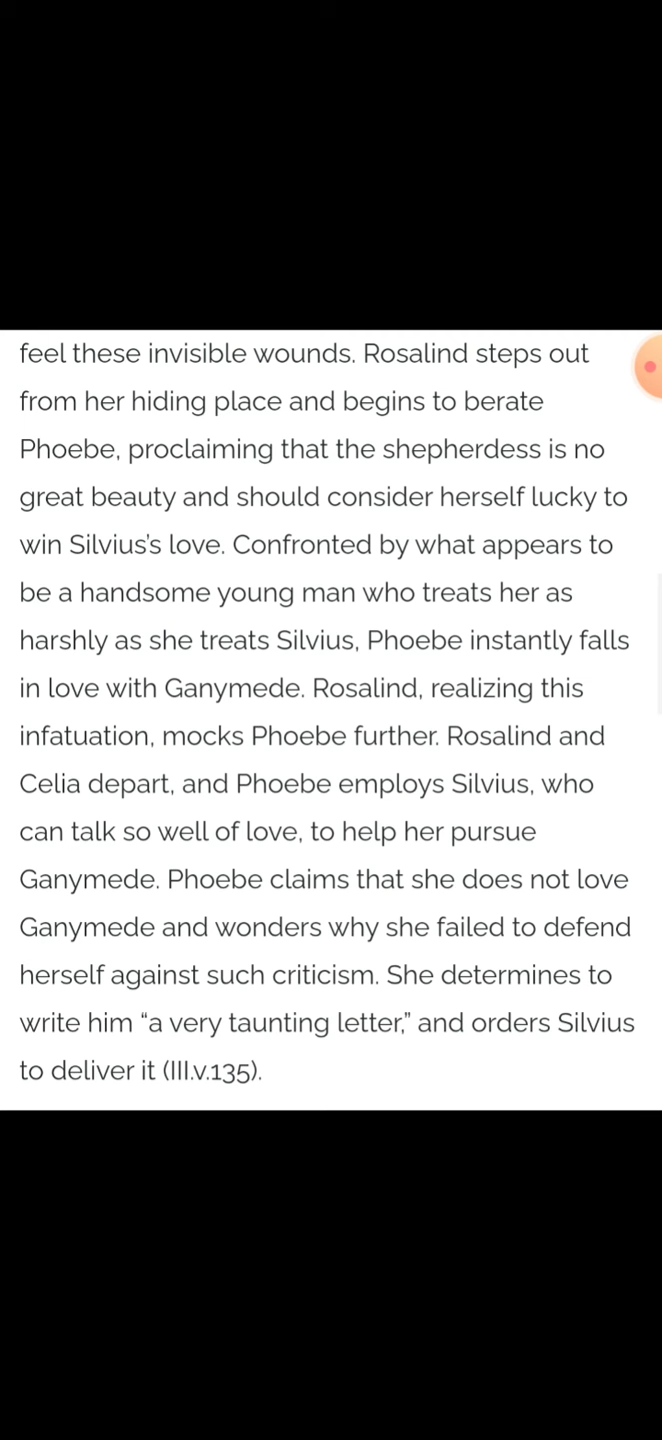 feel these invisible wounds. Rosalind steps out
from her hiding place and begins to berate
Phoebe, proclaiming that the shepherdess is no
great beauty and should consider herself lucky to
win Silvius's love. Confronted by what appears to
be a handsome young man who treats her as
harshly as she treats Silvius, Phoebe instantly falls
in love with Ganymede. Rosalind, realizing this
infatuation, mocks Phoebe further. Rosalind and
Celia depart, and Phoebe employs Silvius, who
can talk so well of love, to help her pursue
Ganymede. Phoebe claims that she does not love
Ganymede and wonders why she failed to defend
herself against such criticism. She determines to
write him “a very taunting letter,” and orders Silvius
to deliver it (III.v.135).